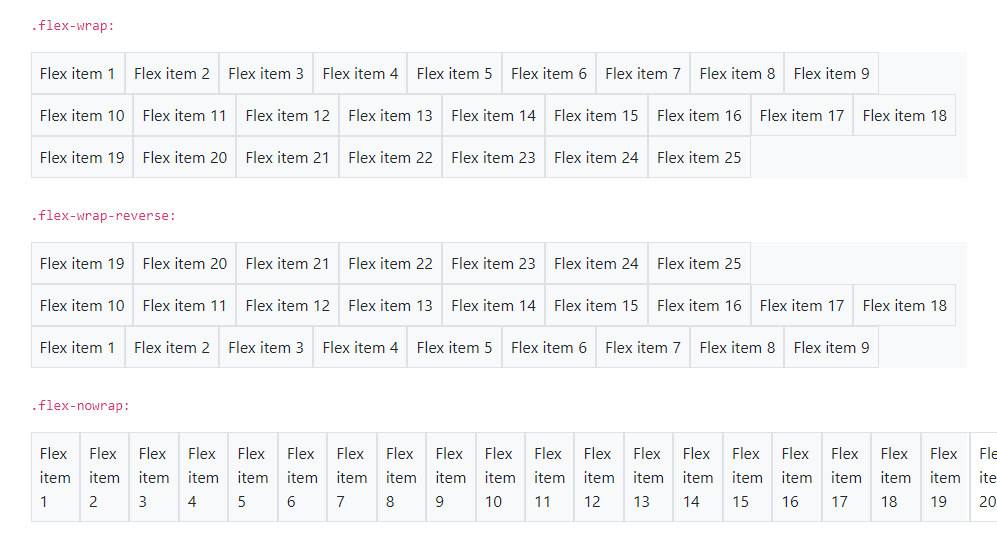 .flex-wrap:
Flex item 1 Flex item 2 Flex item 3 Flex item 4 Flex item 5 Flex item 6 Flex item 7 Flex item 8 Flex item 9
Flex item 10 Flex item 11 Flex item 12 Flex item 13 Flex item 14 Flex item 15 Flex item 16 Flex item 17 Flex item 18
Flex item 19 Flex item 20 Flex item 21 Flex item 22 Flex item 23 Flex item 24 Flex item 25
.flex-wrap-reverse:
Flex item 19 Flex item 20 Flex item 21 Flex item 22 Flex item 23 Flex item 24 Flex item 25
Flex item 10 Flex item 11 Flex item 12 Flex item 13 Flex item 14 Flex item 15 Flex item 16 Flex item 17 Flex item 18
Flex item 1 Flex item 2 Flex item 3 Flex item 4 Flex item 5 Flex item 6 Flex item 7 Flex item 8 Flex item 9
.flex-nowrap:
Flex Flex Flex Flex Flex Flex Flex Flex Flex Flex Flex Flex Flex Flex Flex Flex Flex Flex Flex
item item item item item item item item item item item item item item item item item item item
1 2 3 4 5 6 7 8 9 10 11 12 13 14 15 16 17 18 19 20